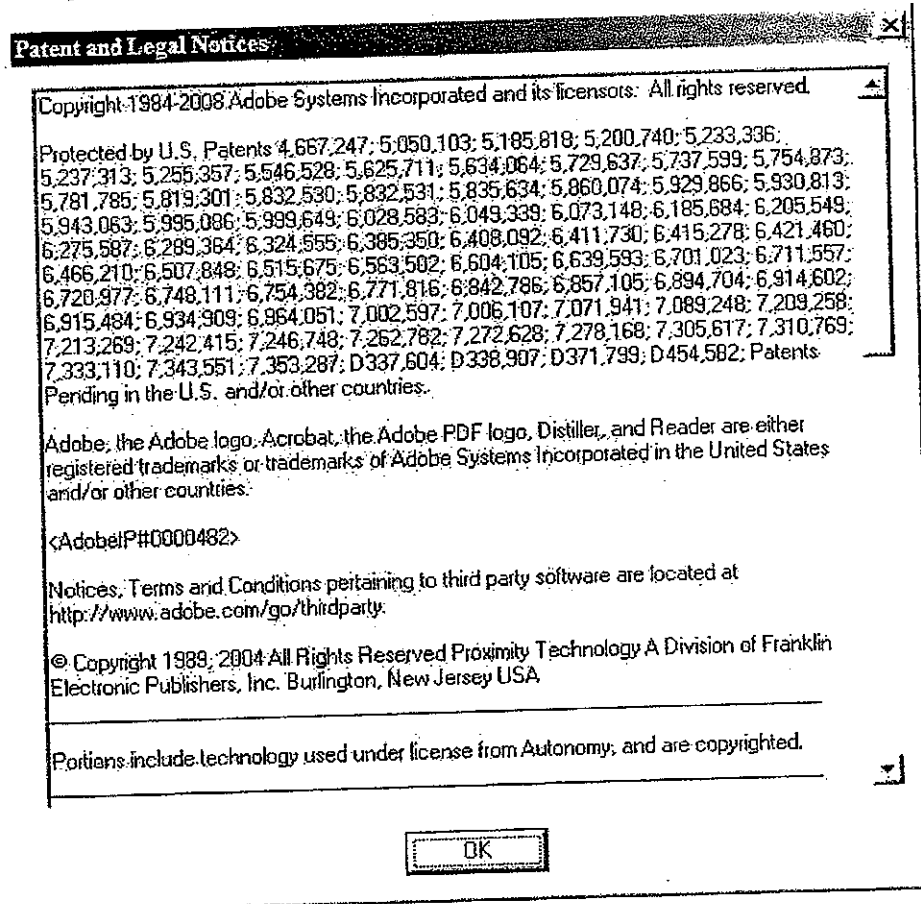 Patent and Legal Notices
Copyright 1984-2008 Adobe Systems Incorporated and its licensors. All rights reserved.
Protected by U.S. Patents 4,667,247; 5,050,103; 5,185,818; 5,200,740; 5,233,336;
5,237,313; 5,255,357; 5,546,528; 5,625,711; 5,634,064; 5,729,637; 5,737,599; 5,754,873;
5,781,785; 5,819,301; 5,832,530; 5,832,531; 5,835,634; 5,860,074; 5,929,866; 5,930,813;
5,943,063; 5,995,086; 5,999,649; 6,028,583; 6,049,339; 6,073,148; 6,185,684; 6,205,549;
6,275,587; 6,289,364; 6,324,555; 6,385,350; 6,408,092; 6,411,730; 6,415,278; 6,421,460;
6,466,210; 6,507,848; 6,515,675; 6,563,502; 6,604,105; 6,639,593; 6,701,023; 6,711,557;
6,720,977; 6,748,111; 6,754,382; 6,771,816; 6,842,786; 6,857,105; 6,894,704; 6,914,602;
6,915,484; 6,934,909; 6,964,051; 7,002,597; 7,006,107; 7,071,941; 7,089,248; 7,209,258;
7,213,269; 7,242,415; 7,246,748; 7,262,782; 7,272,628; 7,278,168; 7,305,617; 7,310,769;
7,333,110; 7,343,551; 7,353,287; D337,604; D338,907; D371,799; D454,582; Patents
Pending in the U.S. and/or other countries.
Adobe, the Adobe logo, Acrobat, the Adobe PDF logo, Distiller, and Reader are either
registered trademarks or trademarks of Adobe Systems Incorporated in the United States
and/or other countries.
<AdobeIP#0000482>
Notices, Terms and Conditions pertaining to third party software are located at
http://www.adobe.com/go/thirdparty.
© Copyright 1989, 2004 All Rights Reserved Proximity Technology A Division of Franklin
Electronic Publishers, Inc. Burlington, New Jersey USA
Portions include technology used under license from Autonomy, and are copyrighted.
OK